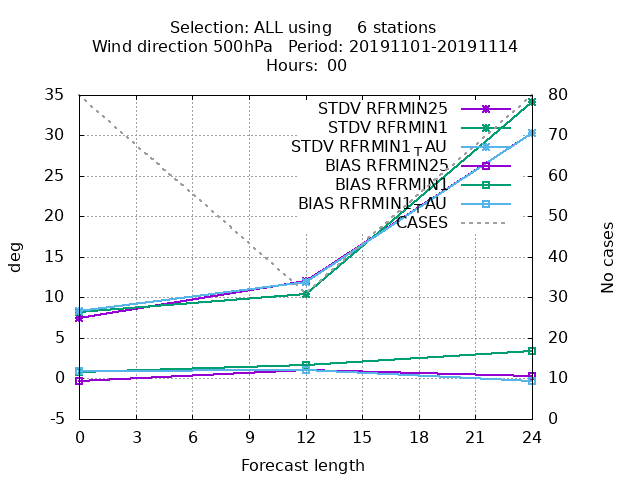 Selection: ALL using     6 stations
Wind direction 500hPa   Period: 20191101-20191114
Hours: 00
35
30
25
20
15
10
5
0
-5
deg
80
70
60
50
40
30
20
10
0
No cases
STDV RFRMIN25
STDV RFRMIN1
STDV RFRMIN1TAU
BIAS RFRMIN25
BIAS RFRMIN1
BIAS RFRMIN1TAU
CASES
0 3 6 9 12 15 18 21 24
Forecast length